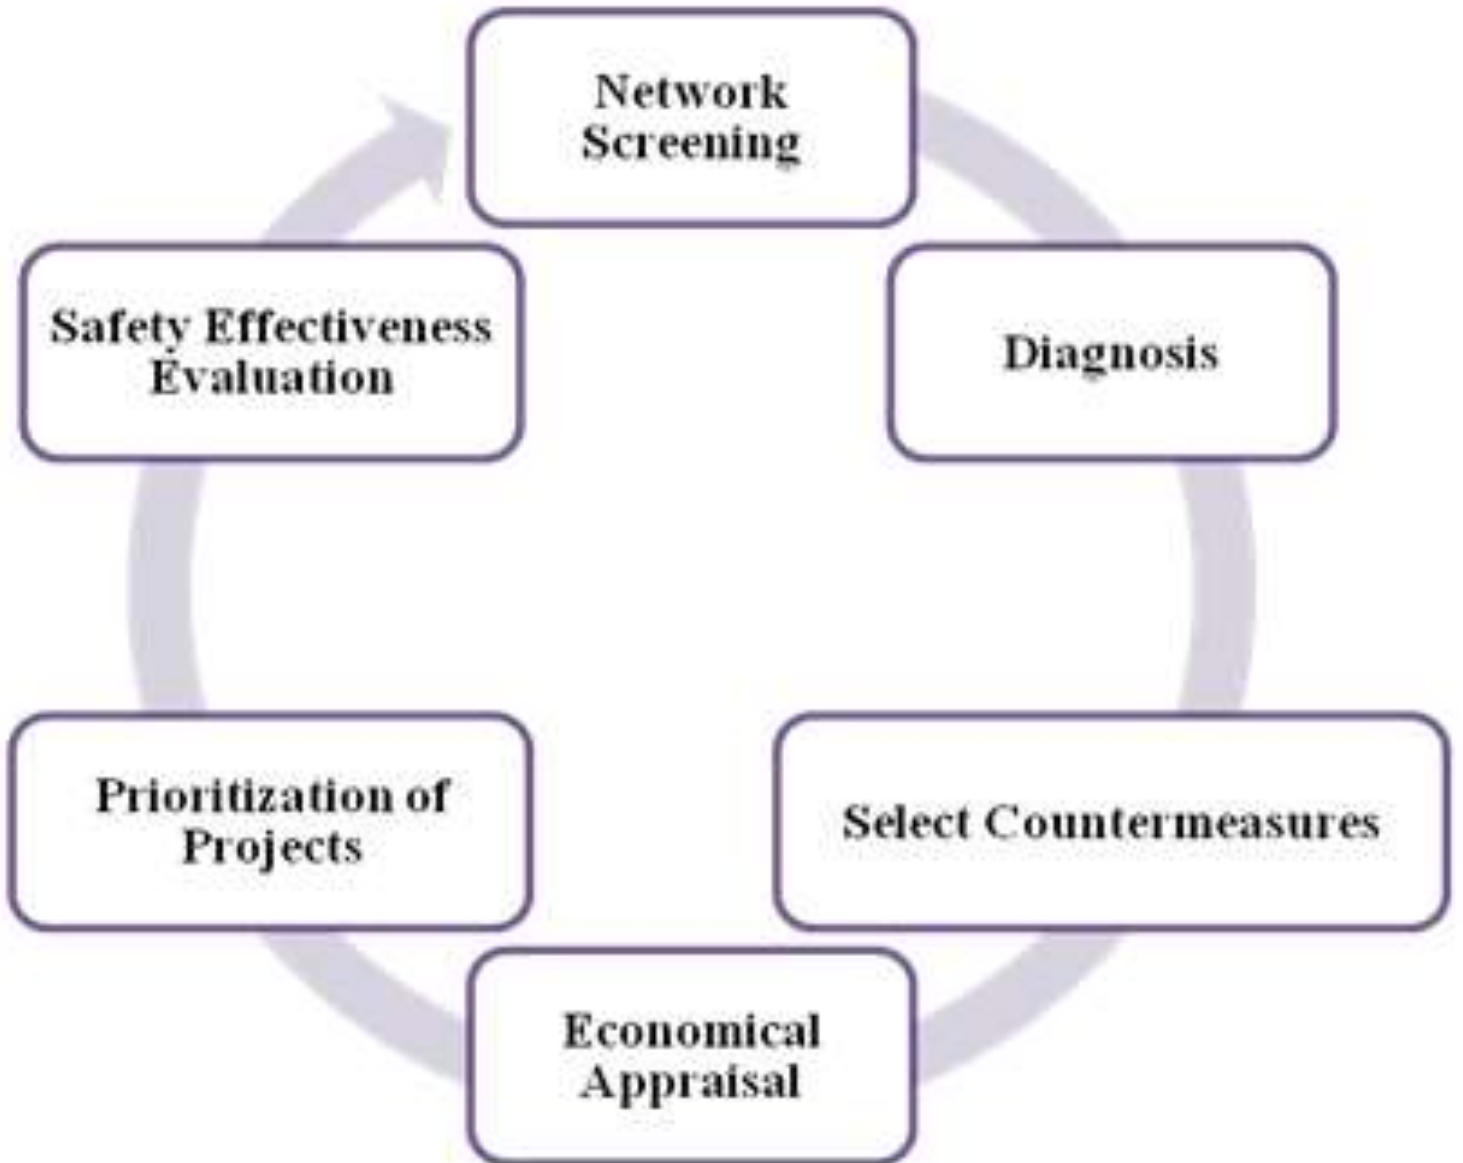 Network
Screening
Diagnosis
Select Countermeasures
Economical
Appraisal
Prioritization of
Projects
Safety Effectiveness
Evaluation